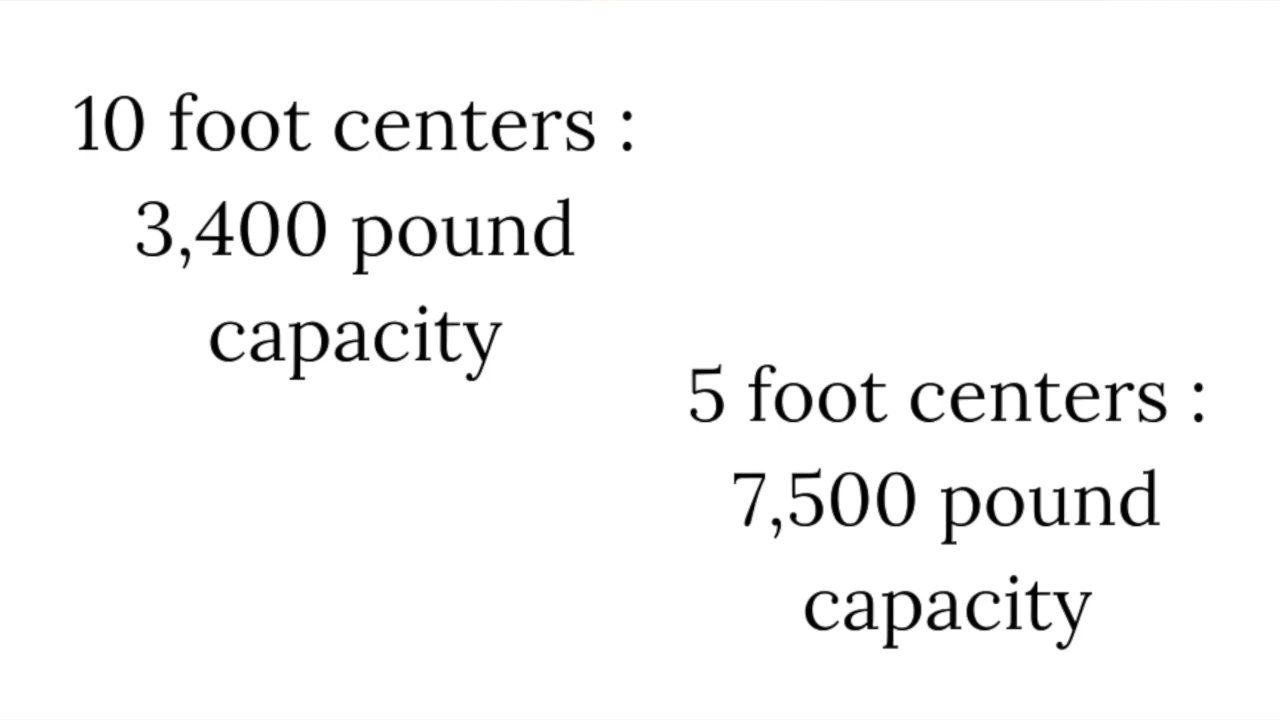 10 foot centers :
3,400 pound
capacity
5 foot centers :
7,500 pound
capacity